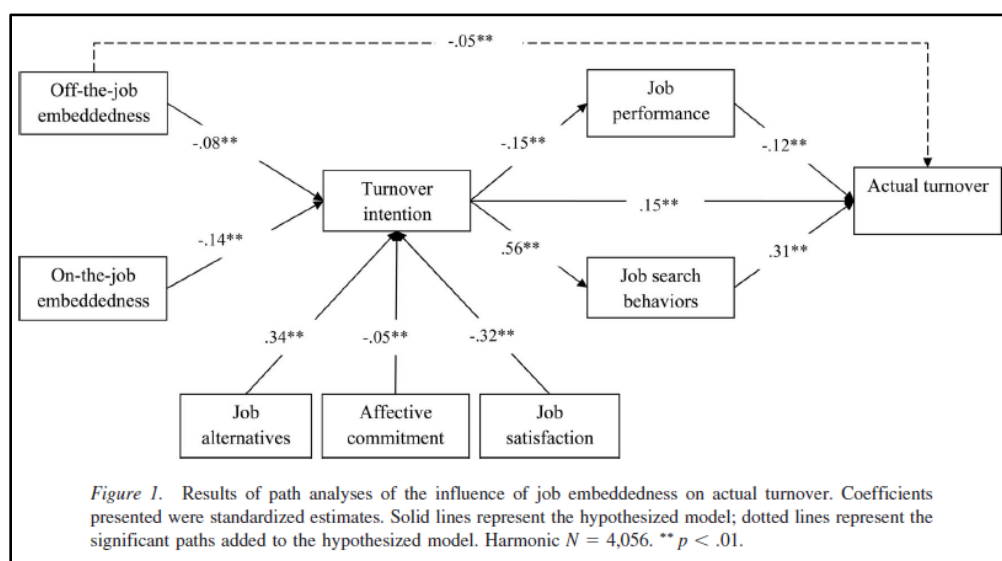 -.05**
Off-the-job
embeddedness
Job
performance
-.08**
-.15**
-.12**
Turnover
intention
Actual turnover
.15**
-.14**
.56**
.31**
On-the-job
embeddedness
Job search
behaviors
.34**
-.05**
-.32**
Job
alternatives
Affective
commitment
Job
satisfaction
Figure 1. Results of path analyses of the influence of job embeddedness on actual turnover. Coefficients
presented were standardized estimates. Solid lines represent the hypothesized model; dotted lines represent the
significant paths added to the hypothesized model. Harmonic N = 4,056. ** p < .01.